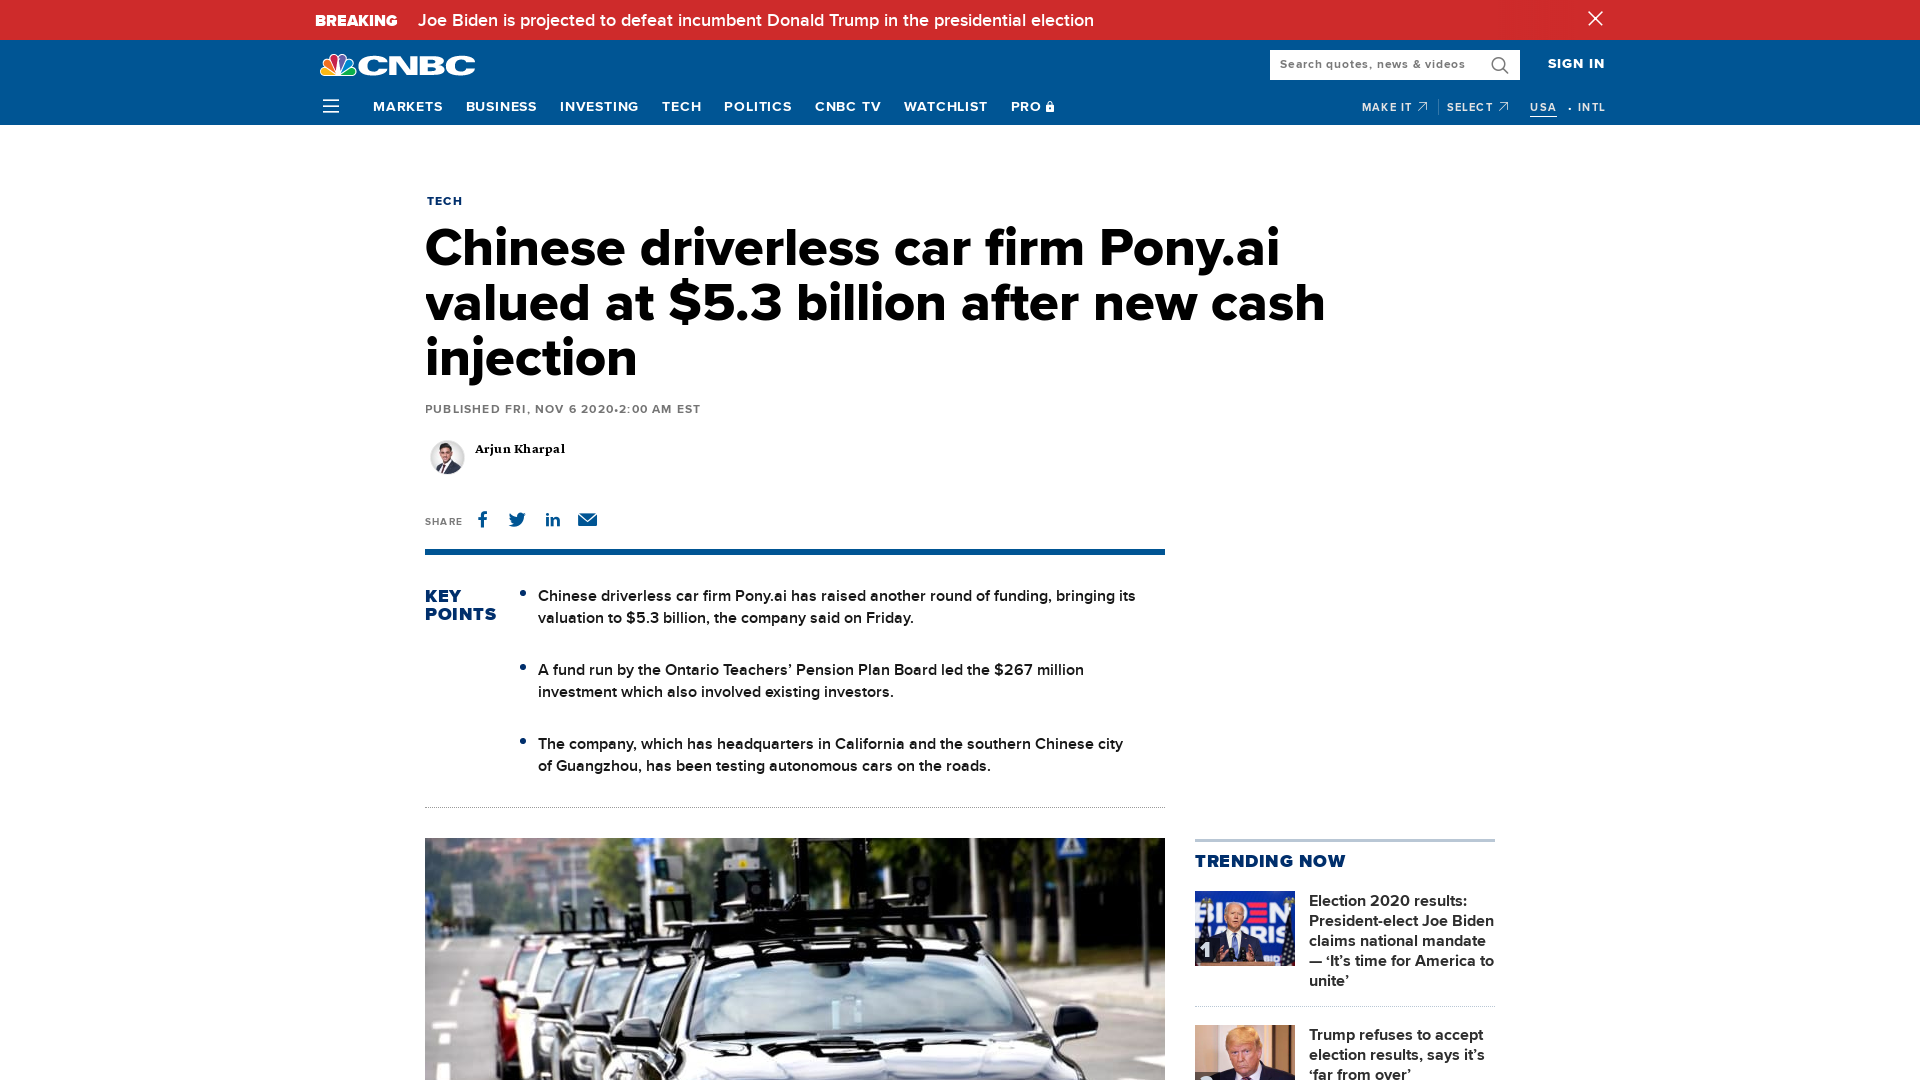 BREAKING Joe Biden is projected to defeat incumbent Donald Trump in the presidential election
CNBC
Search quotes, news & videos
SIGN IN
MARKETS BUSINESS INVESTING TECH POLITICS CNBC TV WATCHLIST PRO
MAKE IT SELECT USA • INTL
TECH
Chinese driverless car firm Pony.ai
valued at $5.3 billion after new cash
injection
PUBLISHED FRI, NOV 6 2020•2:00 AM EST
Arjun Kharpal
SHARE
KEY
POINTS
• Chinese driverless car firm Pony.ai has raised another round of funding, bringing its
valuation to $5.3 billion, the company said on Friday.
• A fund run by the Ontario Teachers’ Pension Plan Board led the $267 million
investment which also involved existing investors.
• The company, which has headquarters in California and the southern Chinese city
of Guangzhou, has been testing autonomous cars on the roads.
TRENDING NOW
BIDEN
1
Election 2020 results:
President-elect Joe Biden
claims national mandate
— ‘It’s time for America to
unite’
Trump refuses to accept
election results, says it’s
‘far from over’